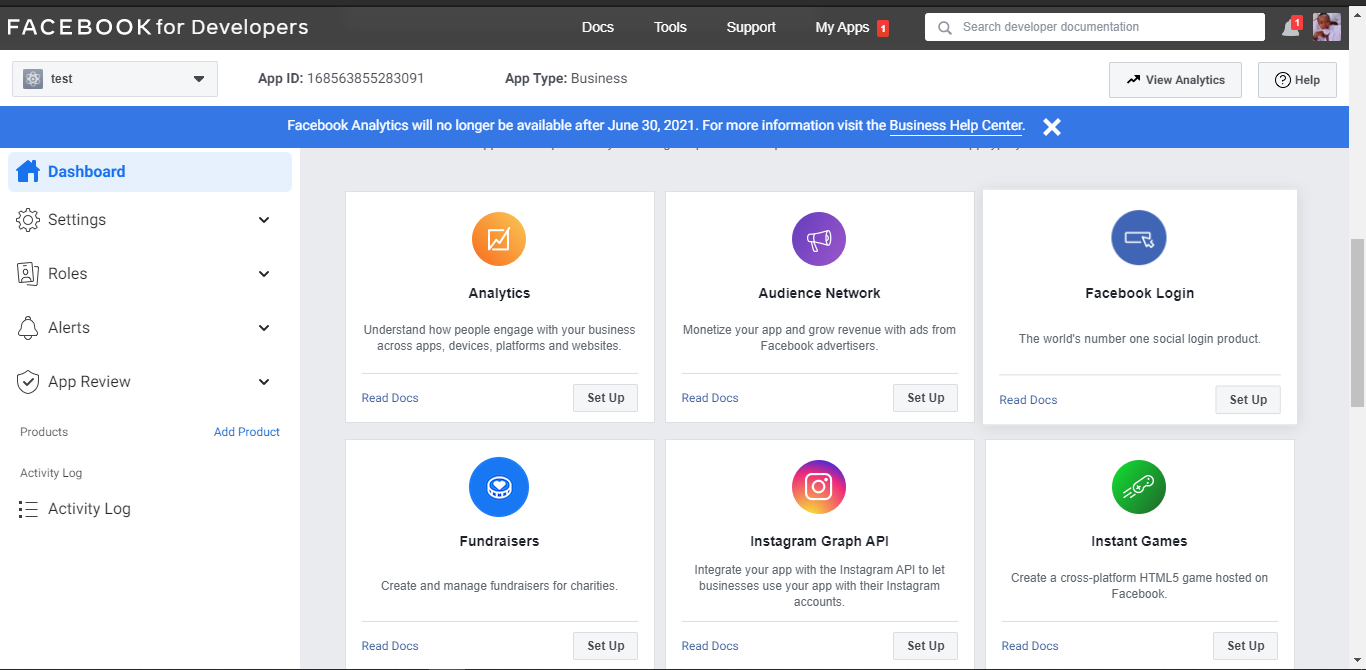 FACEBOOK for Developers
Docs
Tools
Support
My Apps 1
Search developer documentation
1
test
App ID: 168563855283091
App Type: Business
View Analytics
Help
Facebook Analytics will no longer be available after June 30, 2021. For more information visit the Business Help Center.
Dashboard
Settings
Roles
Alerts
App Review
Products
Add Product
Activity Log
Activity Log
Analytics
Understand how people engage with your business
across apps, devices, platforms and websites.
Read Docs
Set Up
Audience Network
Monetize your app and grow revenue with ads from
Facebook advertisers.
Read Docs
Set Up
Facebook Login
The world's number one social login product.
Read Docs
Set Up
Fundraisers
Create and manage fundraisers for charities.
Read Docs
Set Up
Instagram Graph API
Integrate your app with the Instagram API to let
businesses use your app with their Instagram
accounts.
Read Docs
Set Up
Instant Games
Create a cross-platform HTML5 game hosted on
Facebook.
Read Docs
Set Up